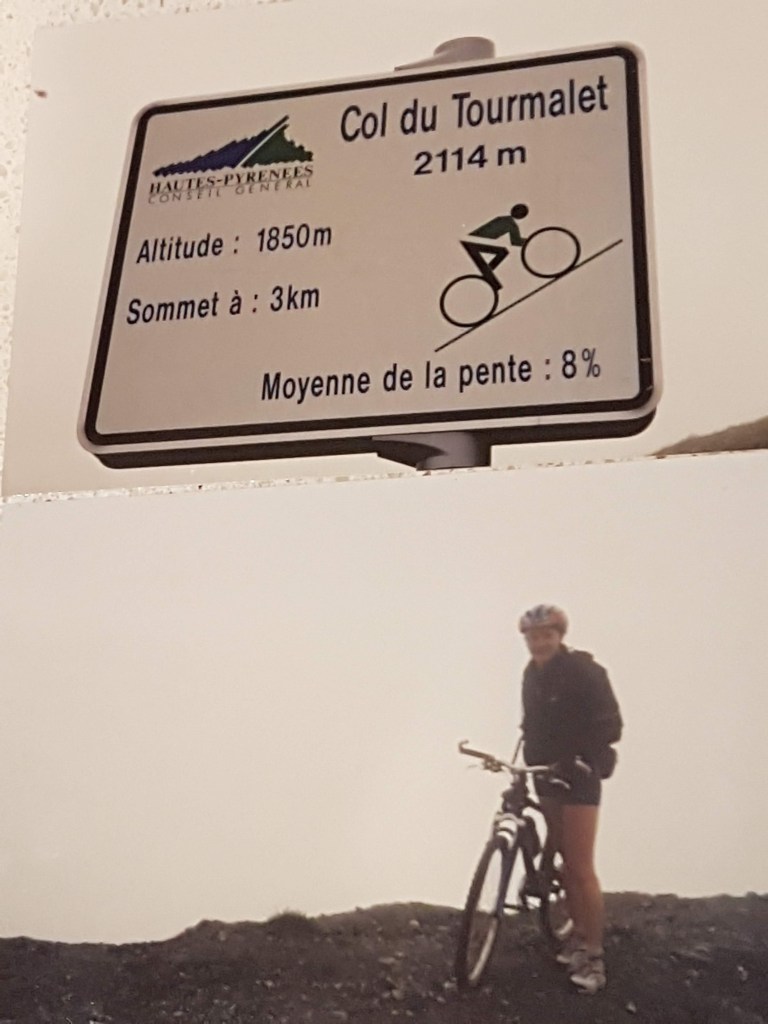 Col du Tourmalet
2114 m
HAUTES-PYRENEES
CONSEIL GENERAL
Altitude : 1850m
Sommet à : 3km
Moyenne de la pente : 8%